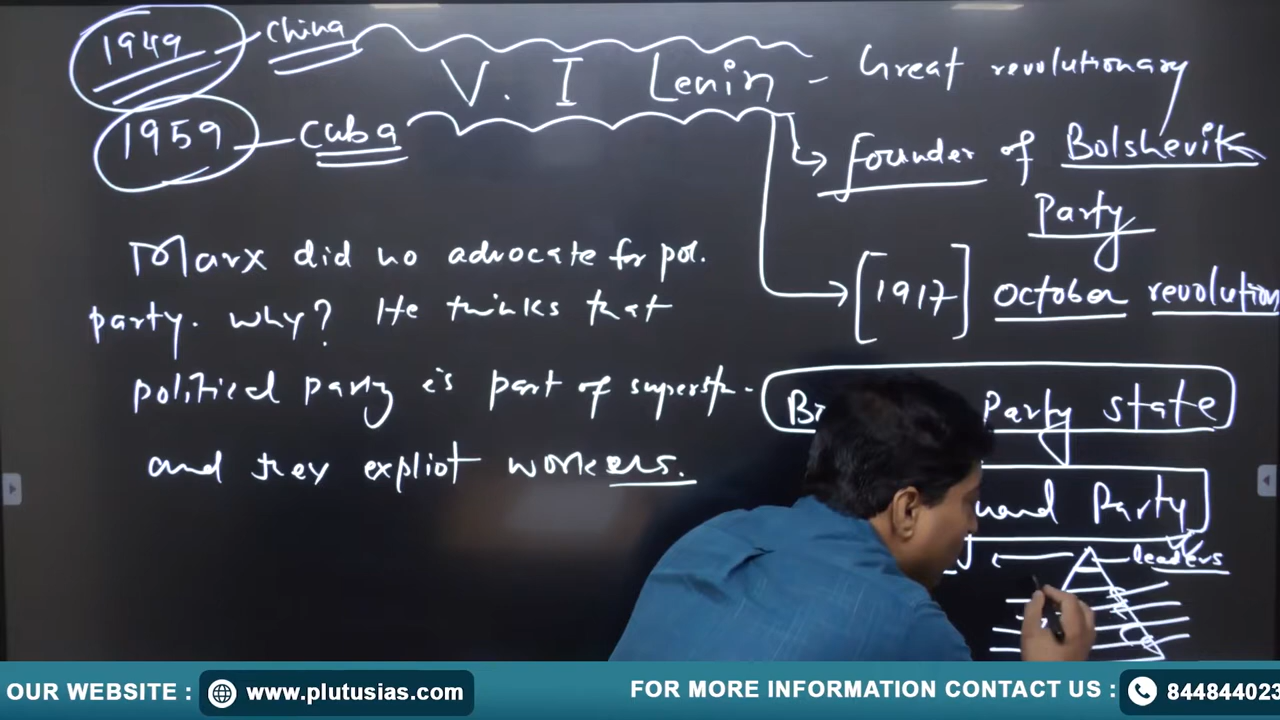 1949 - China
V. I Lenin - Great revolutionary
1959 - Cuba
founder of Bolshevik
Party
[1917] october revolution
Marx did no advocate for pol.
party. why? He thinks that
political party is part of superstr.
and they expliot workers.
Party state
Party
leaders
OUR WEBSITE : www.plutusias.com
FOR MORE INFORMATION CONTACT US : 844844023